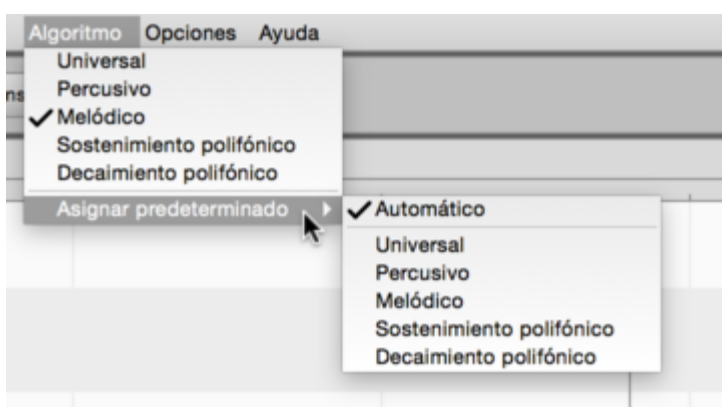 Algoritmo Opciones Ayuda
Universal
ns
Percusivo
✓ Melódico
Sostenimiento polifónico
Decaimiento polifónico
Asignar predeterminado
✓ Automático
Universal
Percusivo
Melódico
Sostenimiento polifónico
Decaimiento polifónico